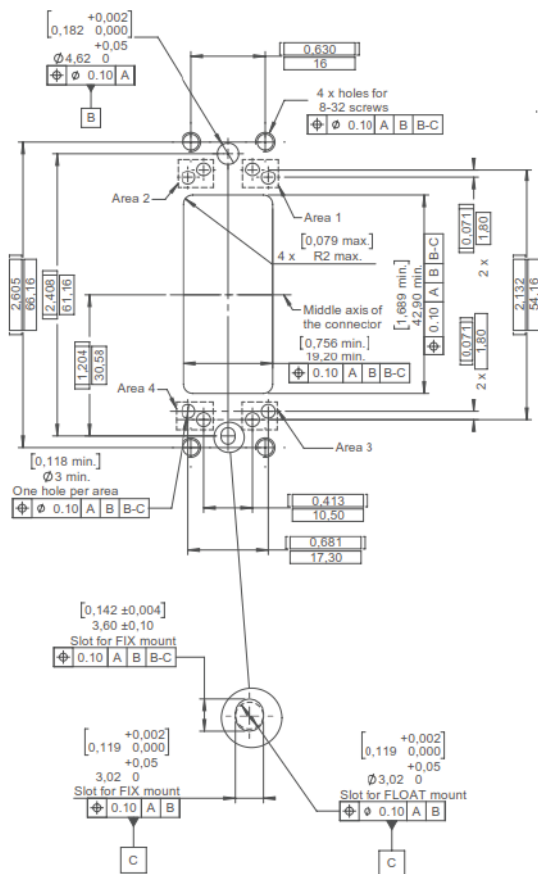 +0,002
[0,182 0,000]
+0,05
Ø4,62 0
⌖ Ø 0.10 A
B
[0,630]
16
4 x holes for
8-32 screws
⌖ Ø 0.10 A B B-C
Area 2
Area 1
[0,079 max.]
4 x R2 max.
[0,071]
1,80
2 x
[2,605]
66,16
[2,408]
61,16
[1,204]
30,58
Middle axis of
the connector
[0,756 min.]
19,20 min.
⌖ 0.10 A B B-C
[1,689 min.]
42,90 min.
⌖ 0.10 A B B-C
[2,132]
54,16
[0,071]
1,80
2 x
Area 4
Area 3
[0,118 min.]
Ø3 min.
One hole per area
⌖ Ø 0.10 A B B-C
[0,413]
10,50
[0,681]
17,30
[0,142 ±0,004]
3,60 ±0,10
Slot for FIX mount
⌖ 0.10 A B B-C
+0,002
[0,119 0,000]
+0,05
3,02 0
Slot for FIX mount
⌖ 0.10 A B
C
+0,002
[0,119 0,000]
+0,05
Ø3,02 0
Slot for FLOAT mount
⌖ Ø 0.10 A B
C